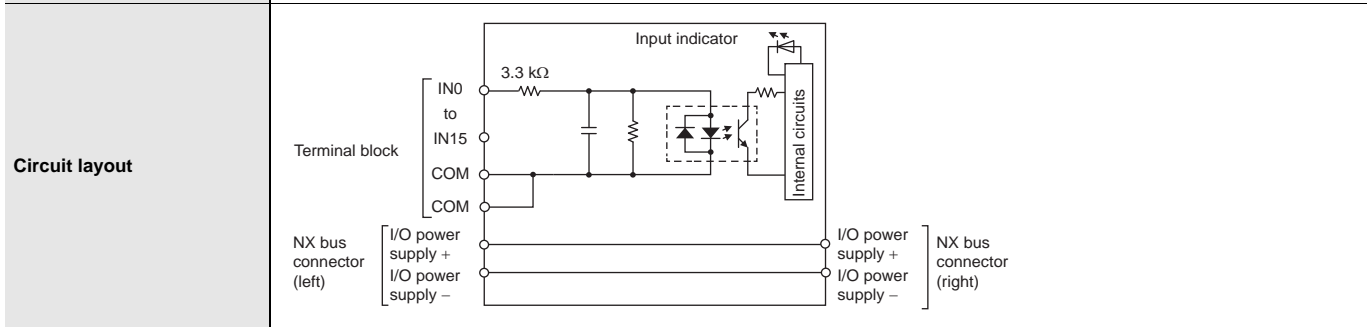 Circuit layout
Input indicator
3.3 kΩ
IN0
to
IN15
COM
COM
Terminal block
Internal circuits
NX bus
connector
(left)
I/O power
supply +
I/O power
supply −
I/O power
supply +
I/O power
supply −
NX bus
connector
(right)